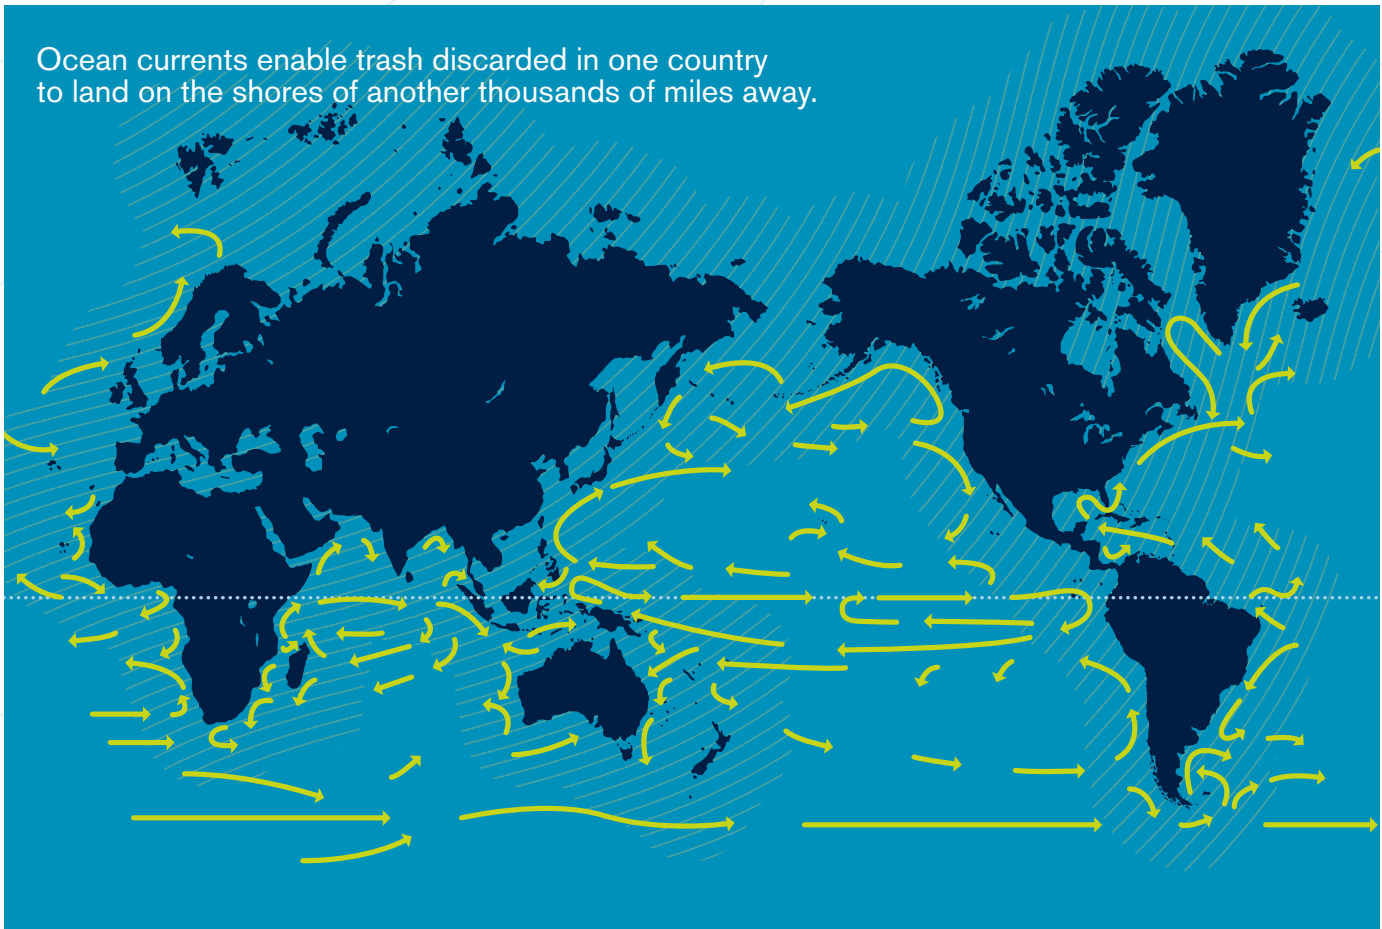 Ocean currents enable trash discarded in one country
to land on the shores of another thousands of miles away.